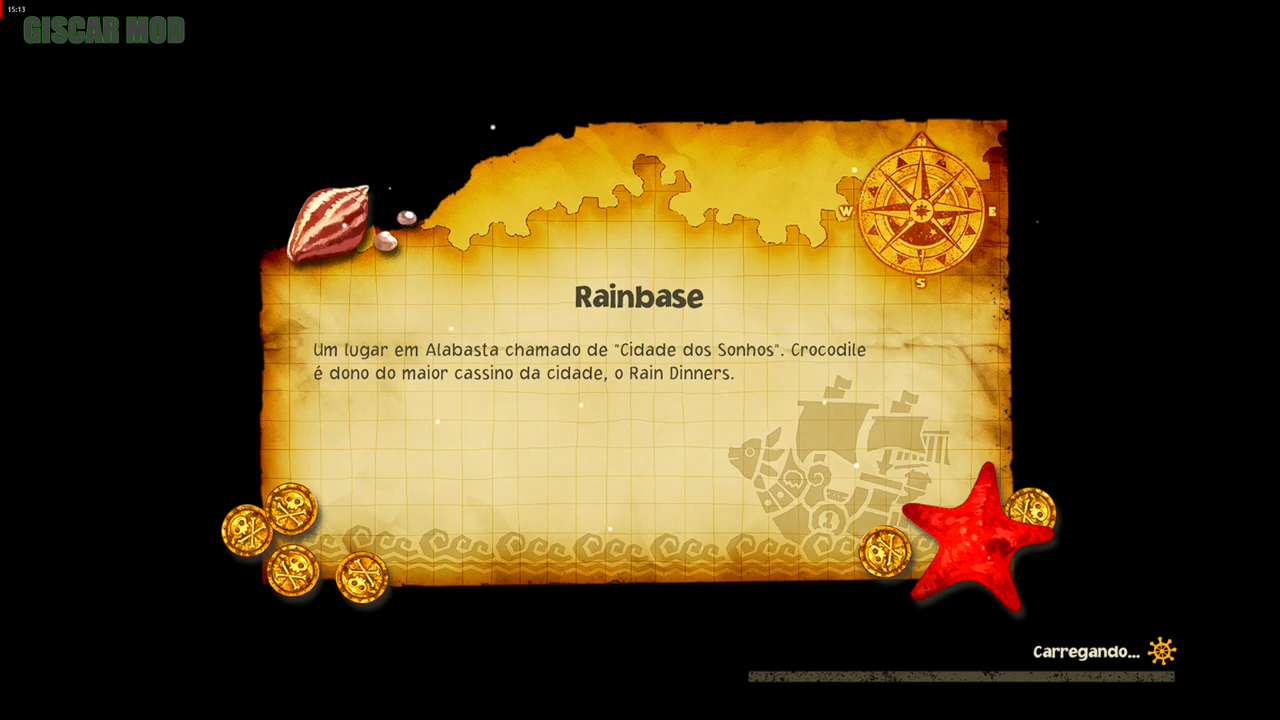 15:13
GISCAR MOD
N
W
E
S
Rainbase
Um lugar em Alabasta chamado de "Cidade dos Sonhos". Crocodile
é dono do maior cassino da cidade, o Rain Dinners.
Carregando...